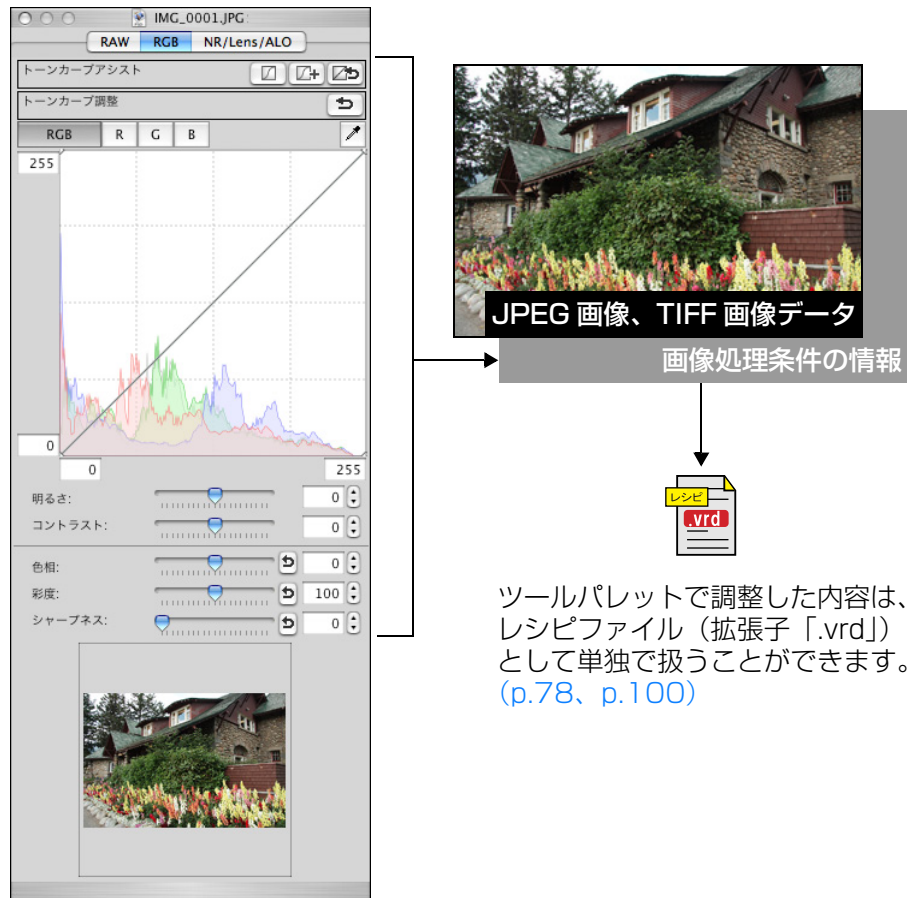 IMG_0001.JPG
RAW RGB NR/Lens/ALO
トーンカーブアシスト
トーンカーブ調整
RGB R G B
255
0
0 255
明るさ: 0
コントラスト: 0
色相: 0
彩度: 100
シャープネス: 0
JPEG 画像、TIFF 画像データ
画像処理条件の情報
レシピ
.vrd
ツールパレットで調整した内容は、
レシピファイル（拡張子「.vrd」）
として単独で扱うことができます。
（p.78、p.100）